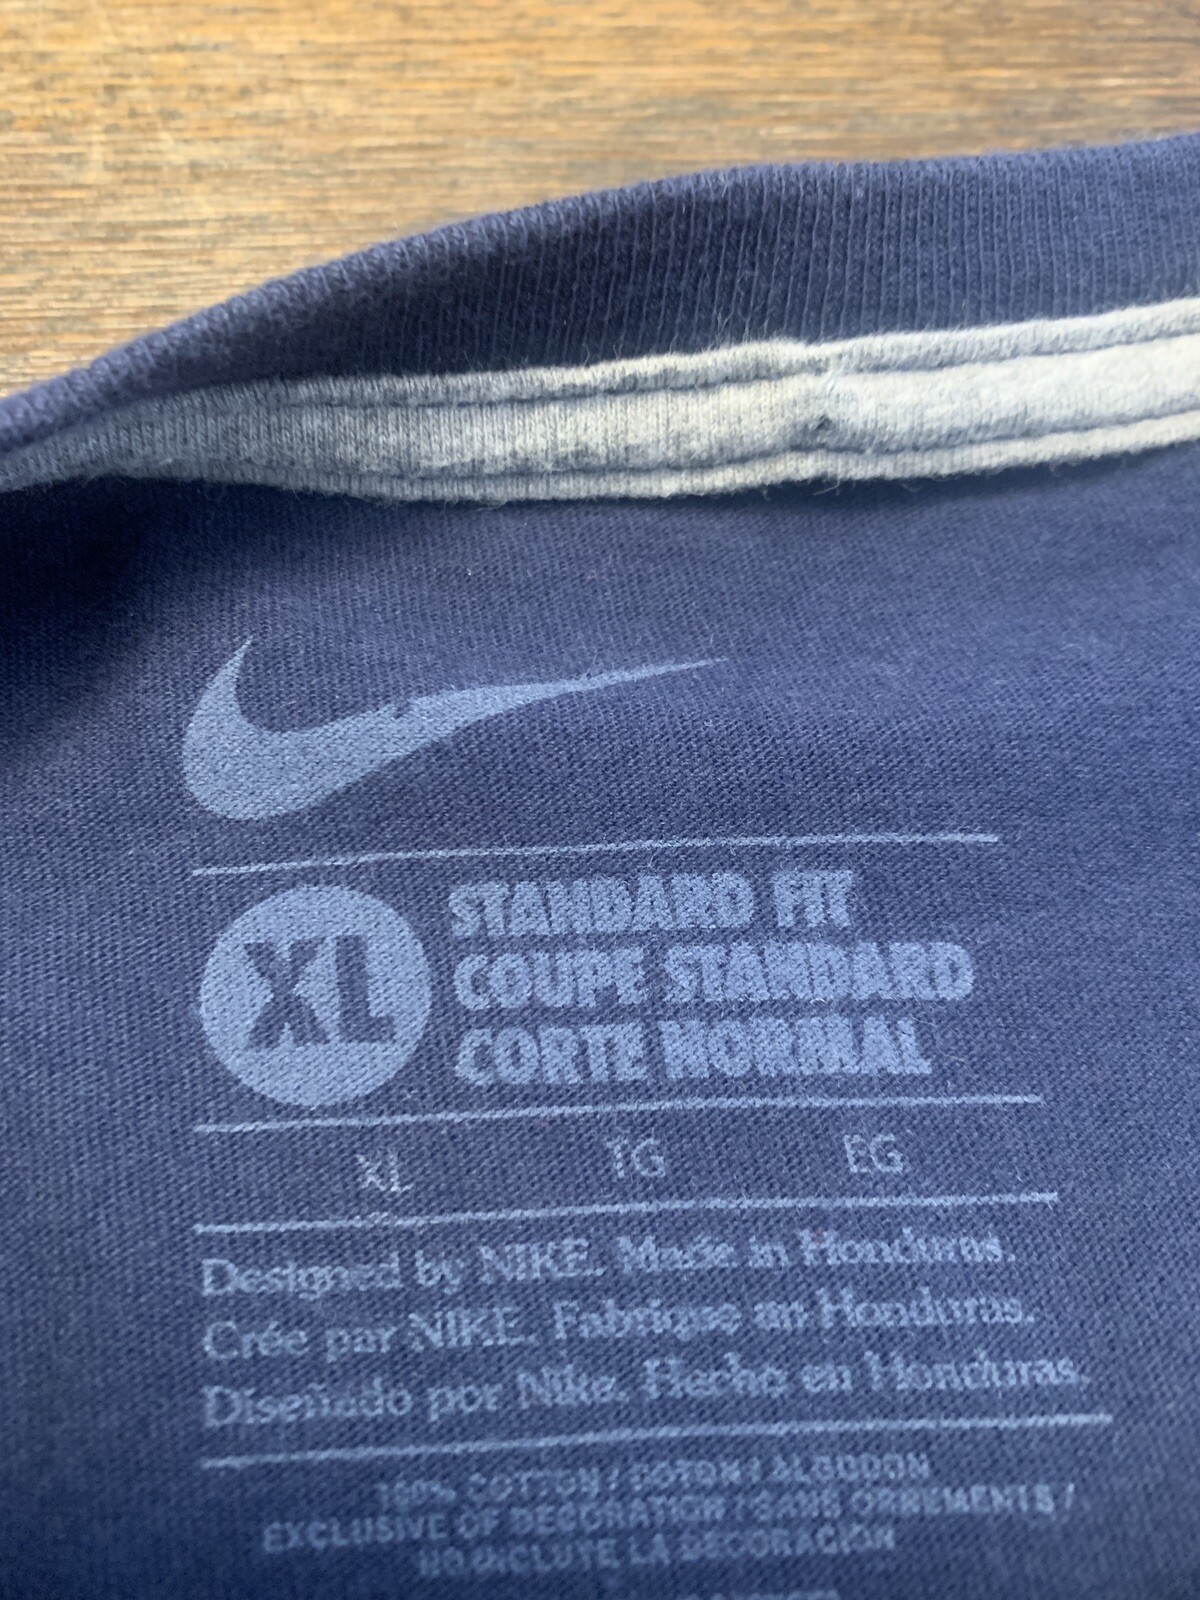 XL
STANDARD FIT
COUPE STANDARD
CORTE NORMAL
XL TG EG
Designed by NIKE. Made in Honduras.
Crée par NIKE. Fabrique en Honduras.
Diseñado por Nike. Hecho en Honduras.
100% COTTON / COTON / ALGODON
EXCLUSIVE OF DECORATION / SANS ORNEMENTS /
NO INCLUYE LA DECORACION